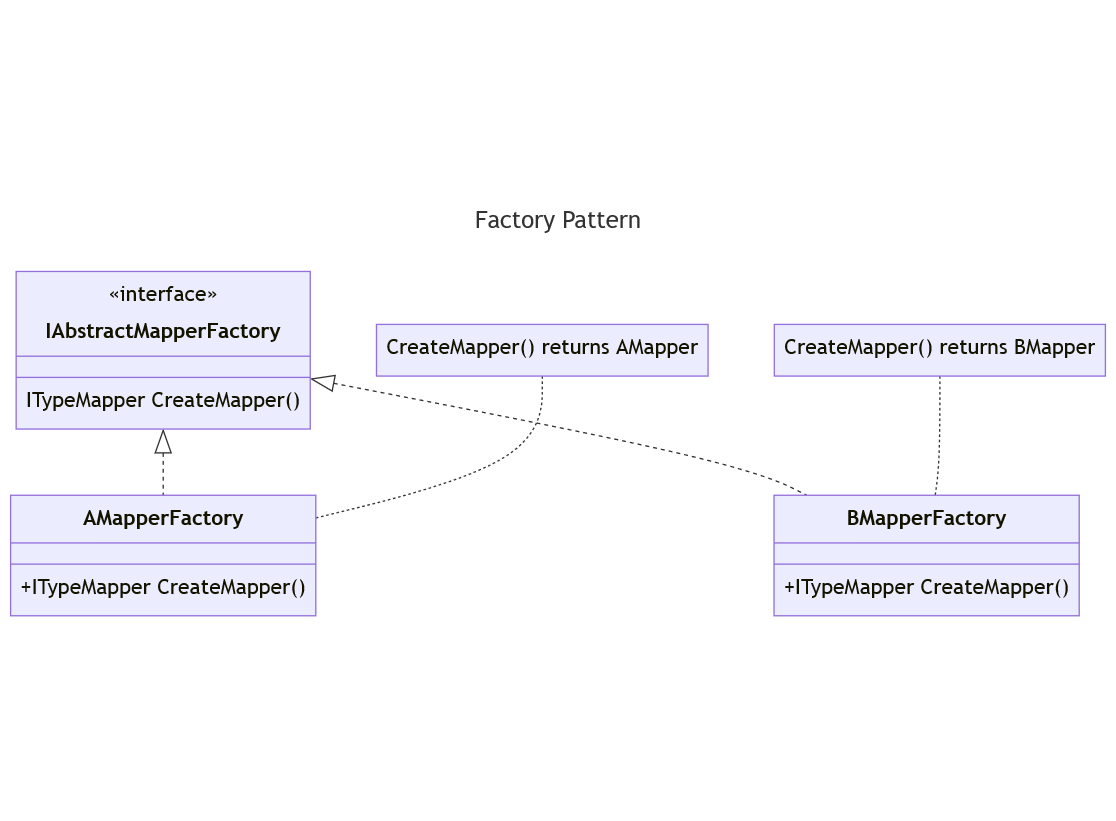 Factory Pattern
«interface»
IAbstractMapperFactory
ITypeMapper CreateMapper()
CreateMapper() returns AMapper
CreateMapper() returns BMapper
AMapperFactory
+ITypeMapper CreateMapper()
BMapperFactory
+ITypeMapper CreateMapper()